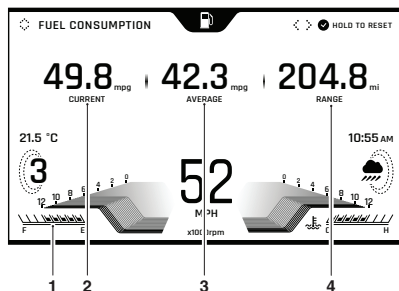 FUEL CONSUMPTION
HOLD TO RESET
49.8 mpg
42.3 mpg
204.8 mi
CURRENT
AVERAGE
RANGE
21.5 °C
10:55 AM
3
52
MPH
x1000rpm
12 10 8 6 4 2 0
0 2 4 6 8 10 12
F E
C H
1 2 3 4